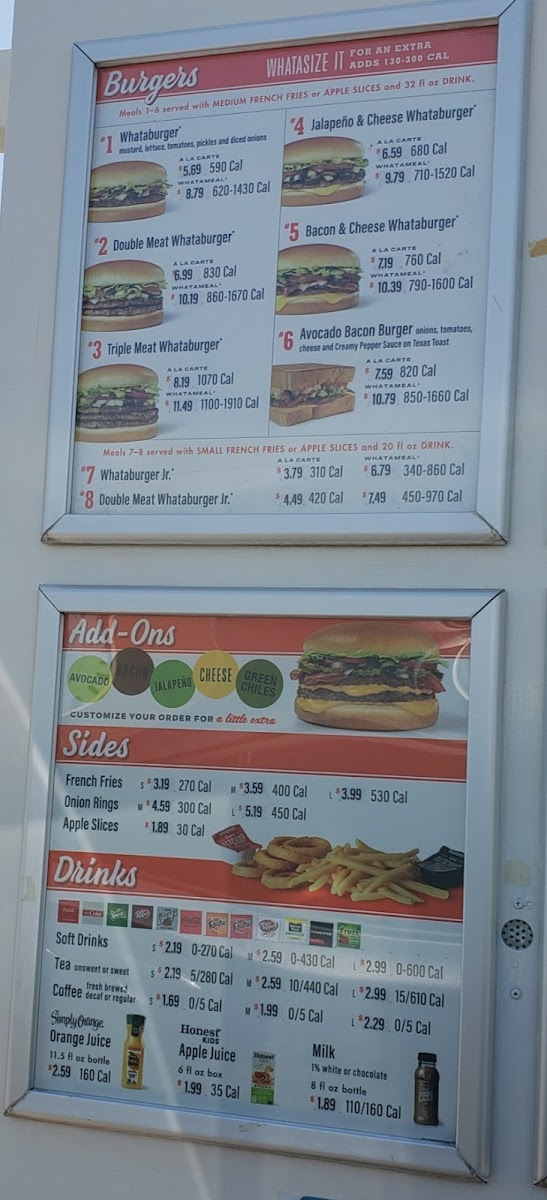 Burgers
WHATASIZE IT FOR AN EXTRA
ADDS 130-300 CAL
Meals 1-6 served with MEDIUM FRENCH FRIES or APPLE SLICES and 32 fl oz DRINK.
#1 Whataburger®
mustard, lettuce, tomatoes, pickles and diced onions
A LA CARTE
$5.69 590 Cal
WHATAMEAL®
$8.79 620-1430 Cal
#2 Double Meat Whataburger®
A LA CARTE
$6.99 830 Cal
WHATAMEAL®
$10.19 860-1670 Cal
#3 Triple Meat Whataburger®
A LA CARTE
$8.19 1070 Cal
WHATAMEAL®
$11.49 1100-1910 Cal
#4 Jalapeño & Cheese Whataburger®
A LA CARTE
$6.59 680 Cal
WHATAMEAL®
$9.79 710-1520 Cal
#5 Bacon & Cheese Whataburger®
A LA CARTE
$7.19 760 Cal
WHATAMEAL®
$10.39 790-1600 Cal
#6 Avocado Bacon Burger onions, tomatoes,
cheese and Creamy Pepper Sauce on Texas Toast
A LA CARTE
$7.59 820 Cal
WHATAMEAL®
$10.79 850-1660 Cal
Meals 7-8 served with SMALL FRENCH FRIES or APPLE SLICES and 20 fl oz DRINK.
A LA CARTE WHATAMEAL®
#7 Whataburger Jr.® $3.79 310 Cal $6.79 340-860 Cal
#8 Double Meat Whataburger Jr.® $4.49 420 Cal $7.49 450-970 Cal
Add-Ons
AVOCADO BACON JALAPEÑO CHEESE GREEN CHILES
CUSTOMIZE YOUR ORDER FOR a little extra
Sides
French Fries S $3.19 270 Cal M $3.59 400 Cal L $3.99 530 Cal
Onion Rings M $4.59 300 Cal L $5.19 450 Cal
Apple Slices $1.89 30 Cal
Drinks
Soft Drinks S $2.19 0-270 Cal M $2.59 0-430 Cal L $2.99 0-600 Cal
Tea unsweet or sweet S $2.19 5/280 Cal M $2.59 10/440 Cal L $2.99 15/610 Cal
Coffee fresh brewed decaf or regular S $1.69 0/5 Cal M $1.99 0/5 Cal L $2.29 0/5 Cal
Simply Orange
Orange Juice
11.5 fl oz bottle
$2.59 160 Cal
Honest KIDS
Apple Juice
6 fl oz box
$1.99 35 Cal
Milk
1% white or chocolate
8 fl oz bottle
$1.89 110/160 Cal